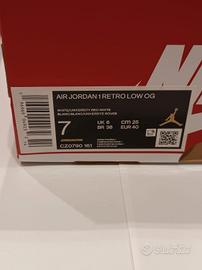 AIR JORDAN 1 RETRO LOW OG
WHITE/UNIVERSITY RED-WHITE
BLANC/BLANC/UNIVERSITE ROUGE
7
UK 6
CM 25
BR 38
EUR 40
CZ0790 161
subito